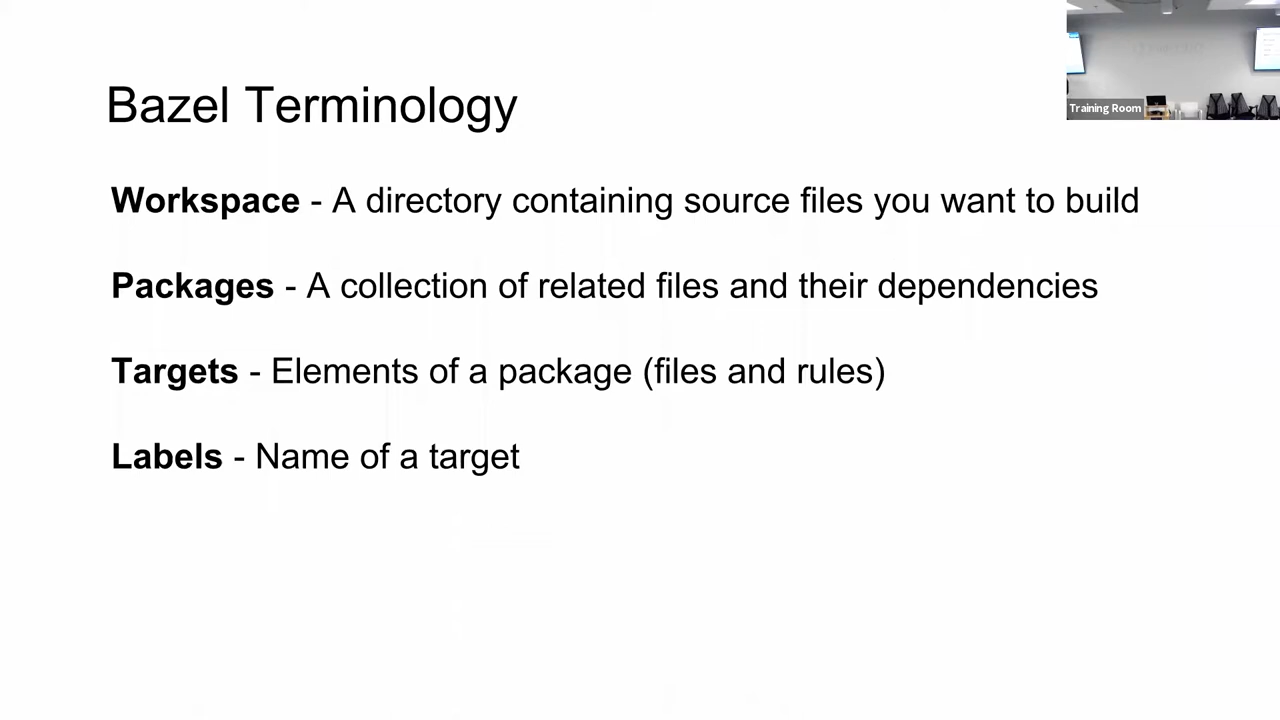 Bazel Terminology
Training Room
Workspace - A directory containing source files you want to build
Packages - A collection of related files and their dependencies
Targets - Elements of a package (files and rules)
Labels - Name of a target